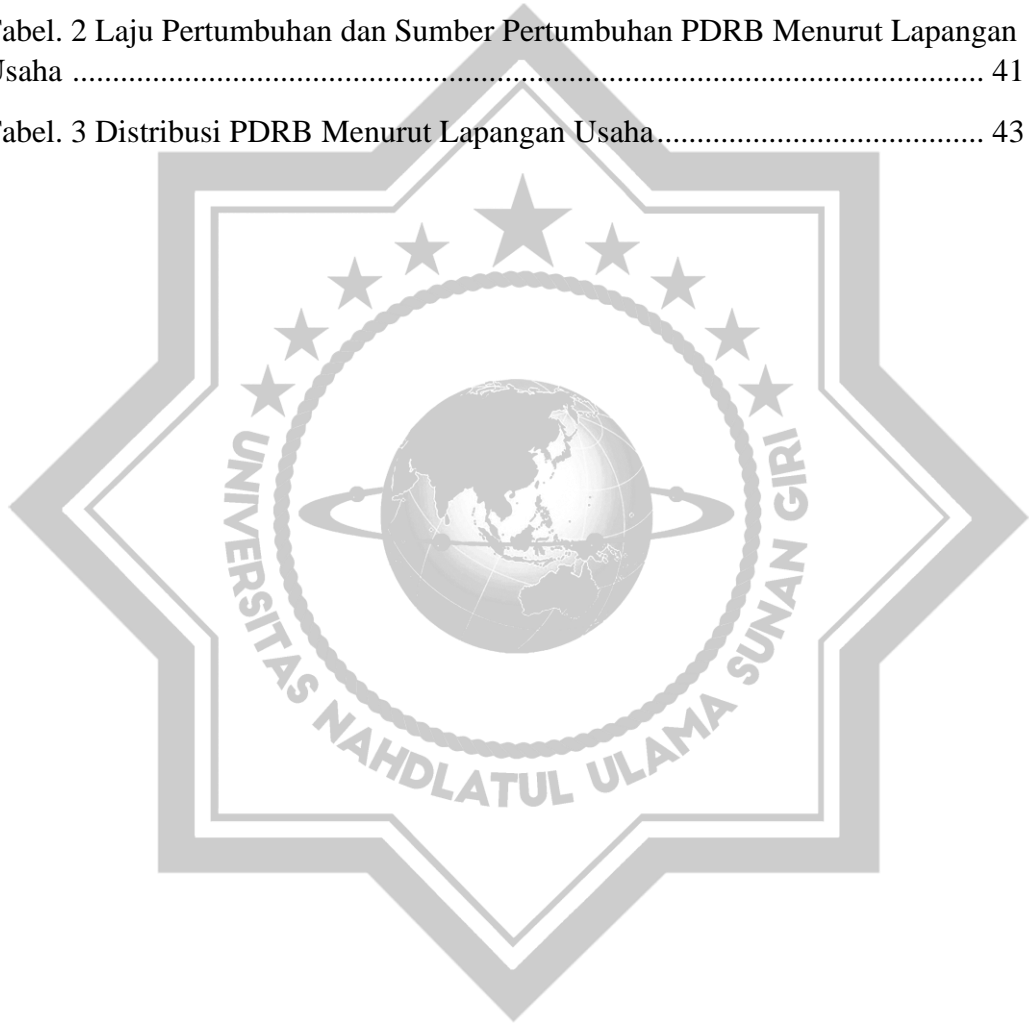 Tabel. 2 Laju Pertumbuhan dan Sumber Pertumbuhan PDRB Menurut Lapangan
Usaha .................................................................................................................. 41
Tabel. 3 Distribusi PDRB Menurut Lapangan Usaha......................................... 43
UNIVERSITAS NAHDLATUL ULAMA SUNAN GIRI